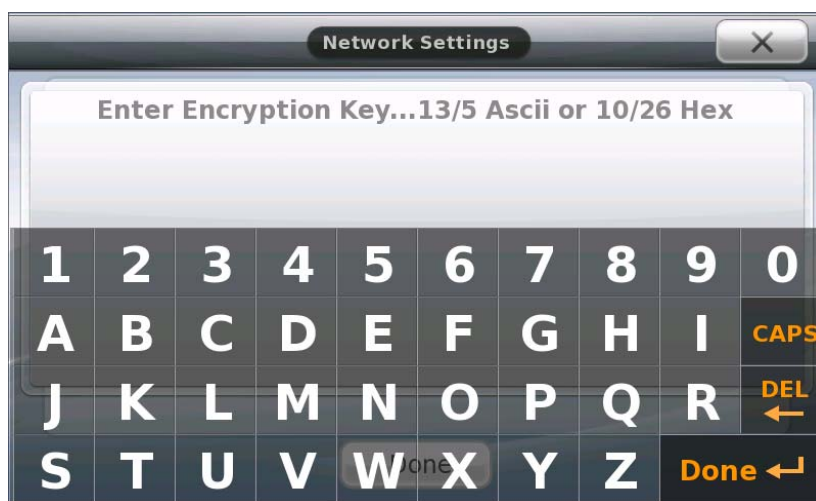 Network Settings
Enter Encryption Key...13/5 Ascii or 10/26 Hex
1 2 3 4 5 6 7 8 9 0
A B C D E F G H I CAPS
J K L M N O P Q R DEL
S T U V W X Y Z Done
Done